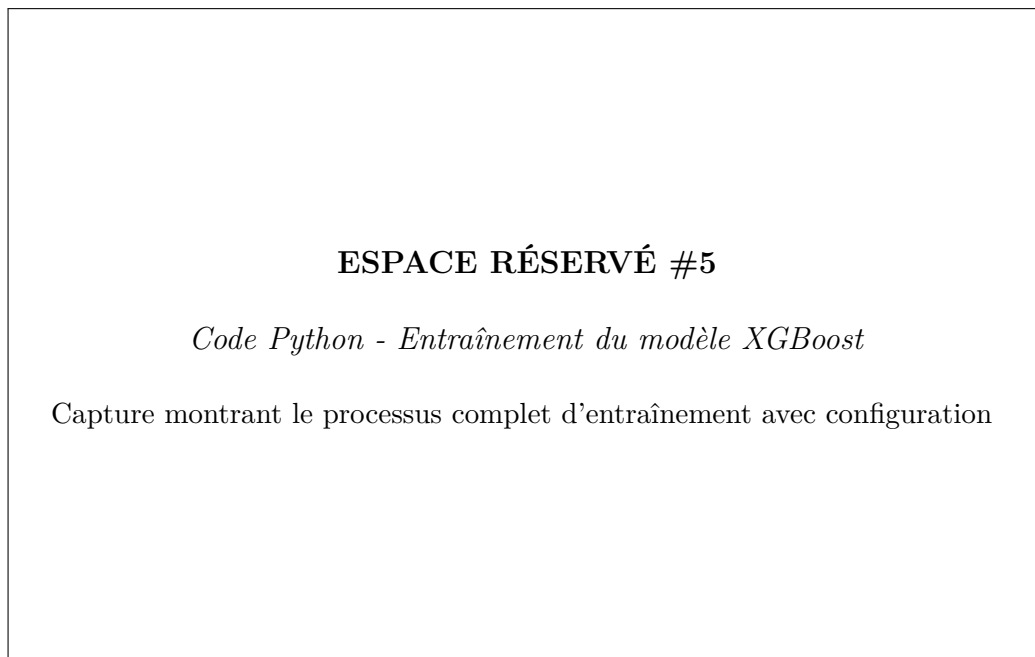 ESPACE RÉSERVÉ #5
Code Python - Entraînement du modèle XGBoost
Capture montrant le processus complet d'entraînement avec configuration